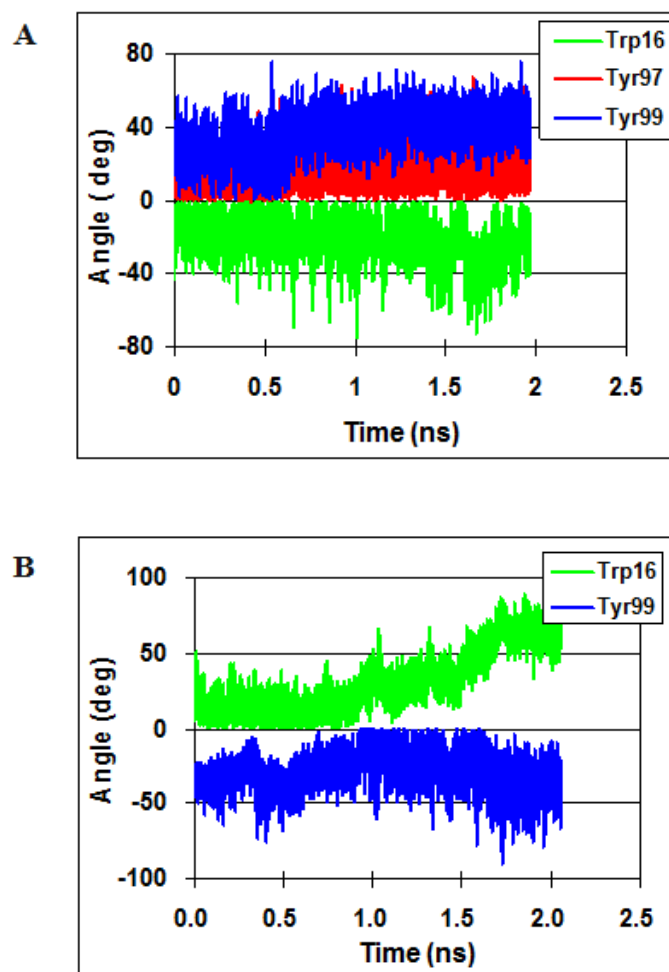 A
80
40
0
-40
-80
Angle ( deg)
0 0.5 1 1.5 2 2.5
Time (ns)
Trp16
Tyr97
Tyr99
B
100
50
0
-50
-100
Angle (deg)
0.0 0.5 1.0 1.5 2.0 2.5
Time (ns)
Trp16
Tyr99